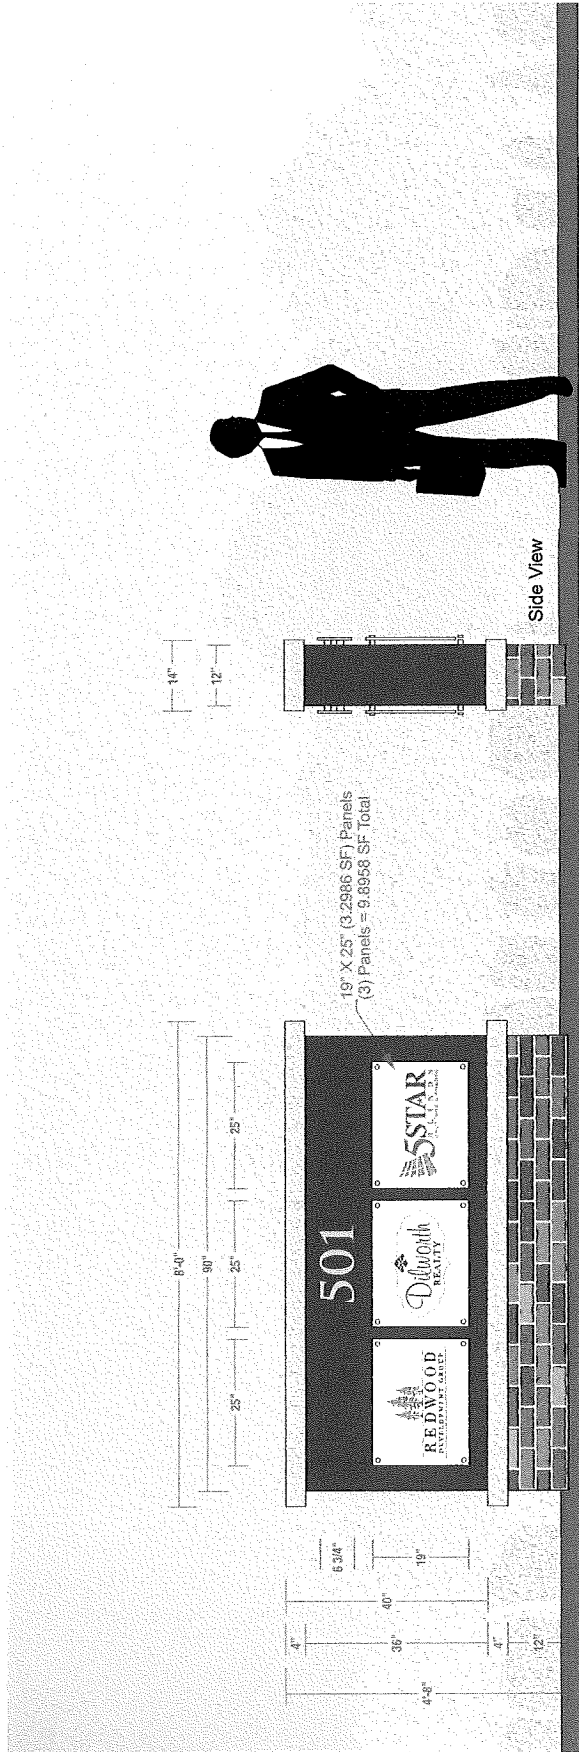 8'-0"
90"
25"
25"
25"
14"
12"
501
REDWOOD
DEVELOPMENT GROUP
Dilworth
REALTY
5STAR
BLINDS
19" X 25" (3.2986 SF) Panels
(3) Panels = 9.8958 SF Total
6 3/4"
19"
40"
4"
36"
4"
12"
4'-8"
Side View